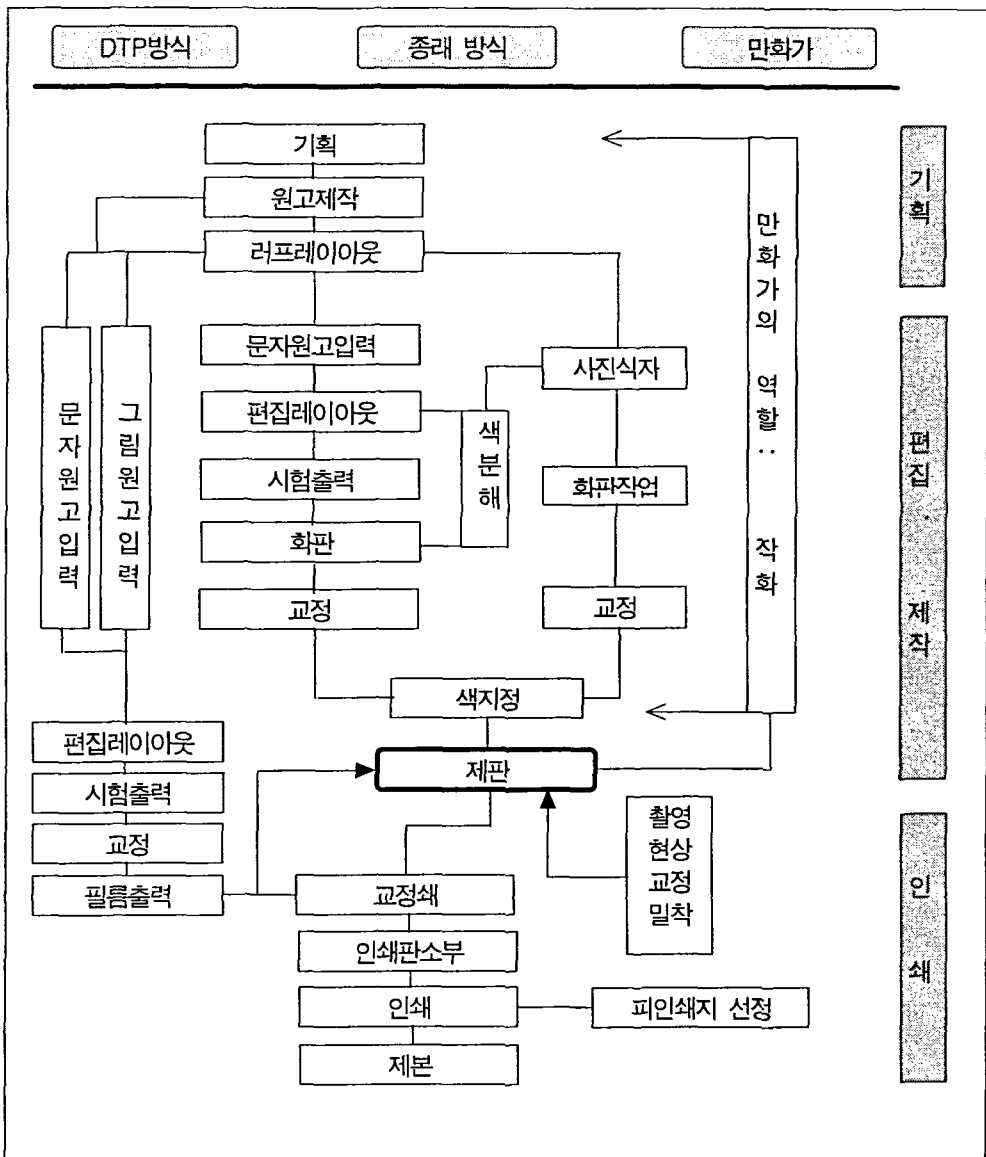 DTP방식 종래 방식 만화가
기획
원고제작
러프레이아웃
문자원고입력
그림원고입력
문자원고입력
편집레이아웃
시험출력
화판
교정
색분해
사진식자
화판작업
교정
색지정
제판
편집레이아웃
시험출력
교정
필름출력
촬영
현상
교정
밀착
교정쇄
인쇄판소부
인쇄
피인쇄지 선정
제본
만화가의 역할:: 작화
기획
편집·제작
인쇄